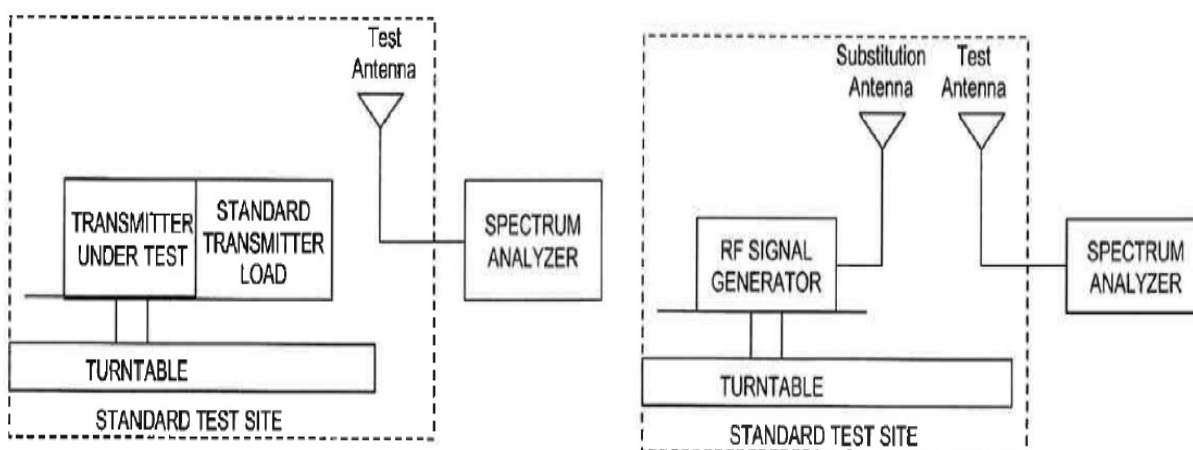 Test
Antenna
TRANSMITTER
UNDER TEST
STANDARD
TRANSMITTER
LOAD
SPECTRUM
ANALYZER
TURNTABLE
STANDARD TEST SITE
Substitution
Antenna
Test
Antenna
RF SIGNAL
GENERATOR
SPECTRUM
ANALYZER
TURNTABLE
STANDARD TEST SITE